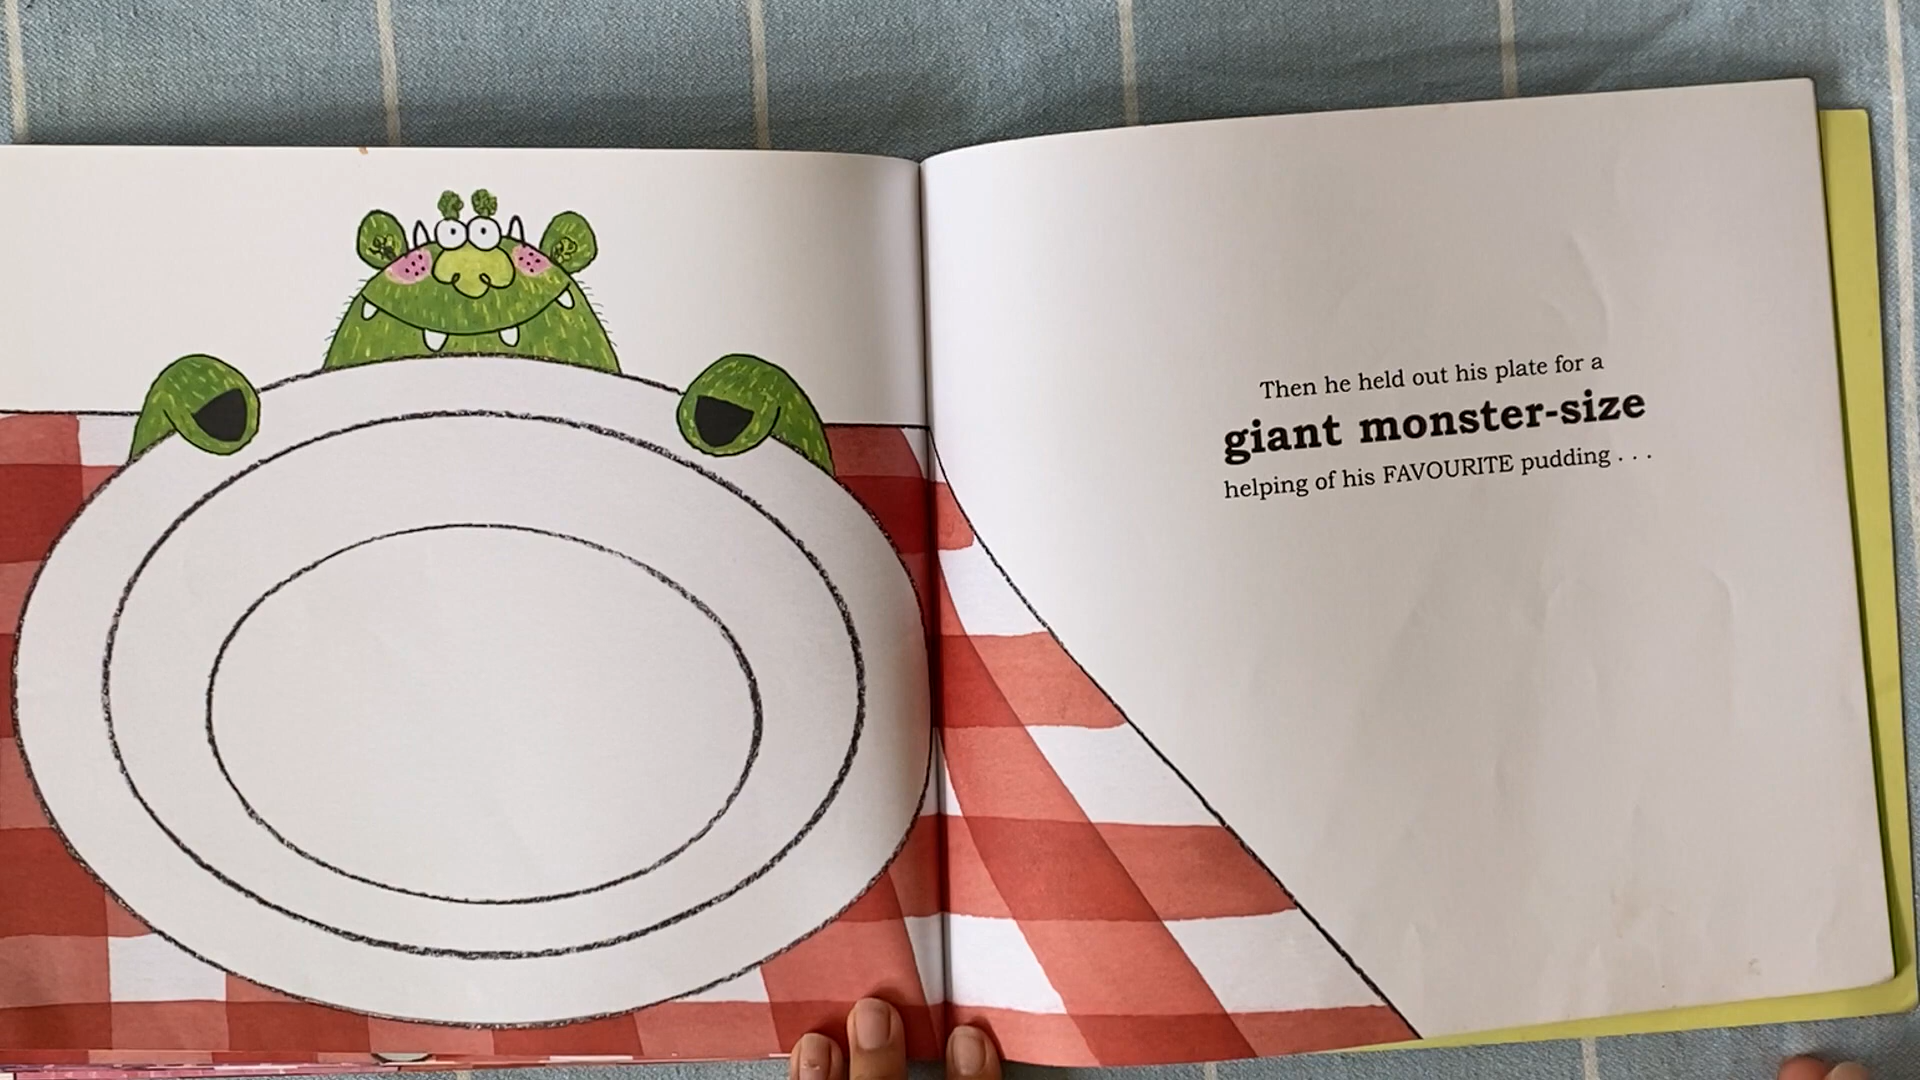 Then he held out his plate for a
giant monster-size
helping of his FAVOURITE pudding . . .